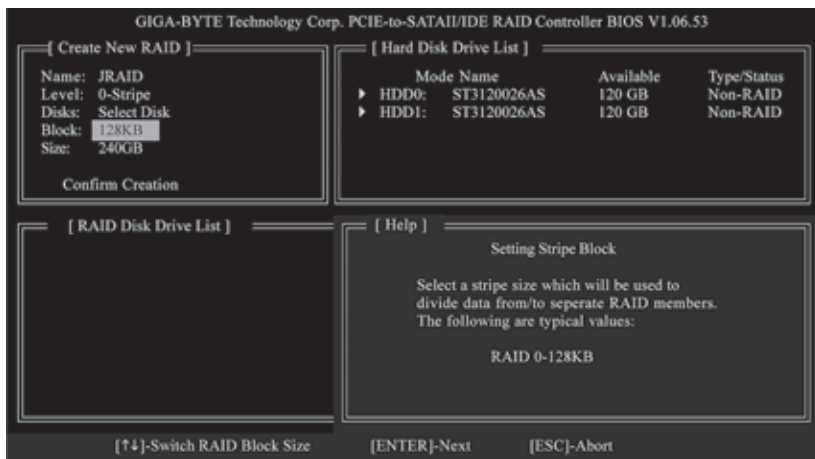 GIGA-BYTE Technology Corp. PCIE-to-SATAII/IDE RAID Controller BIOS V1.06.53
[ Create New RAID ]
Name: JRAID
Level: 0-Stripe
Disks: Select Disk
Block: 128KB
Size: 240GB
Confirm Creation
[ Hard Disk Drive List ]
Mode Name Available Type/Status
HDD0: ST3120026AS 120 GB Non-RAID
HDD1: ST3120026AS 120 GB Non-RAID
[ RAID Disk Drive List ]
[ Help ]
Setting Stripe Block
Select a stripe size which will be used to
divide data from/to seperate RAID members.
The following are typical values:
RAID 0-128KB
[↑↓]-Switch RAID Block Size [ENTER]-Next [ESC]-Abort